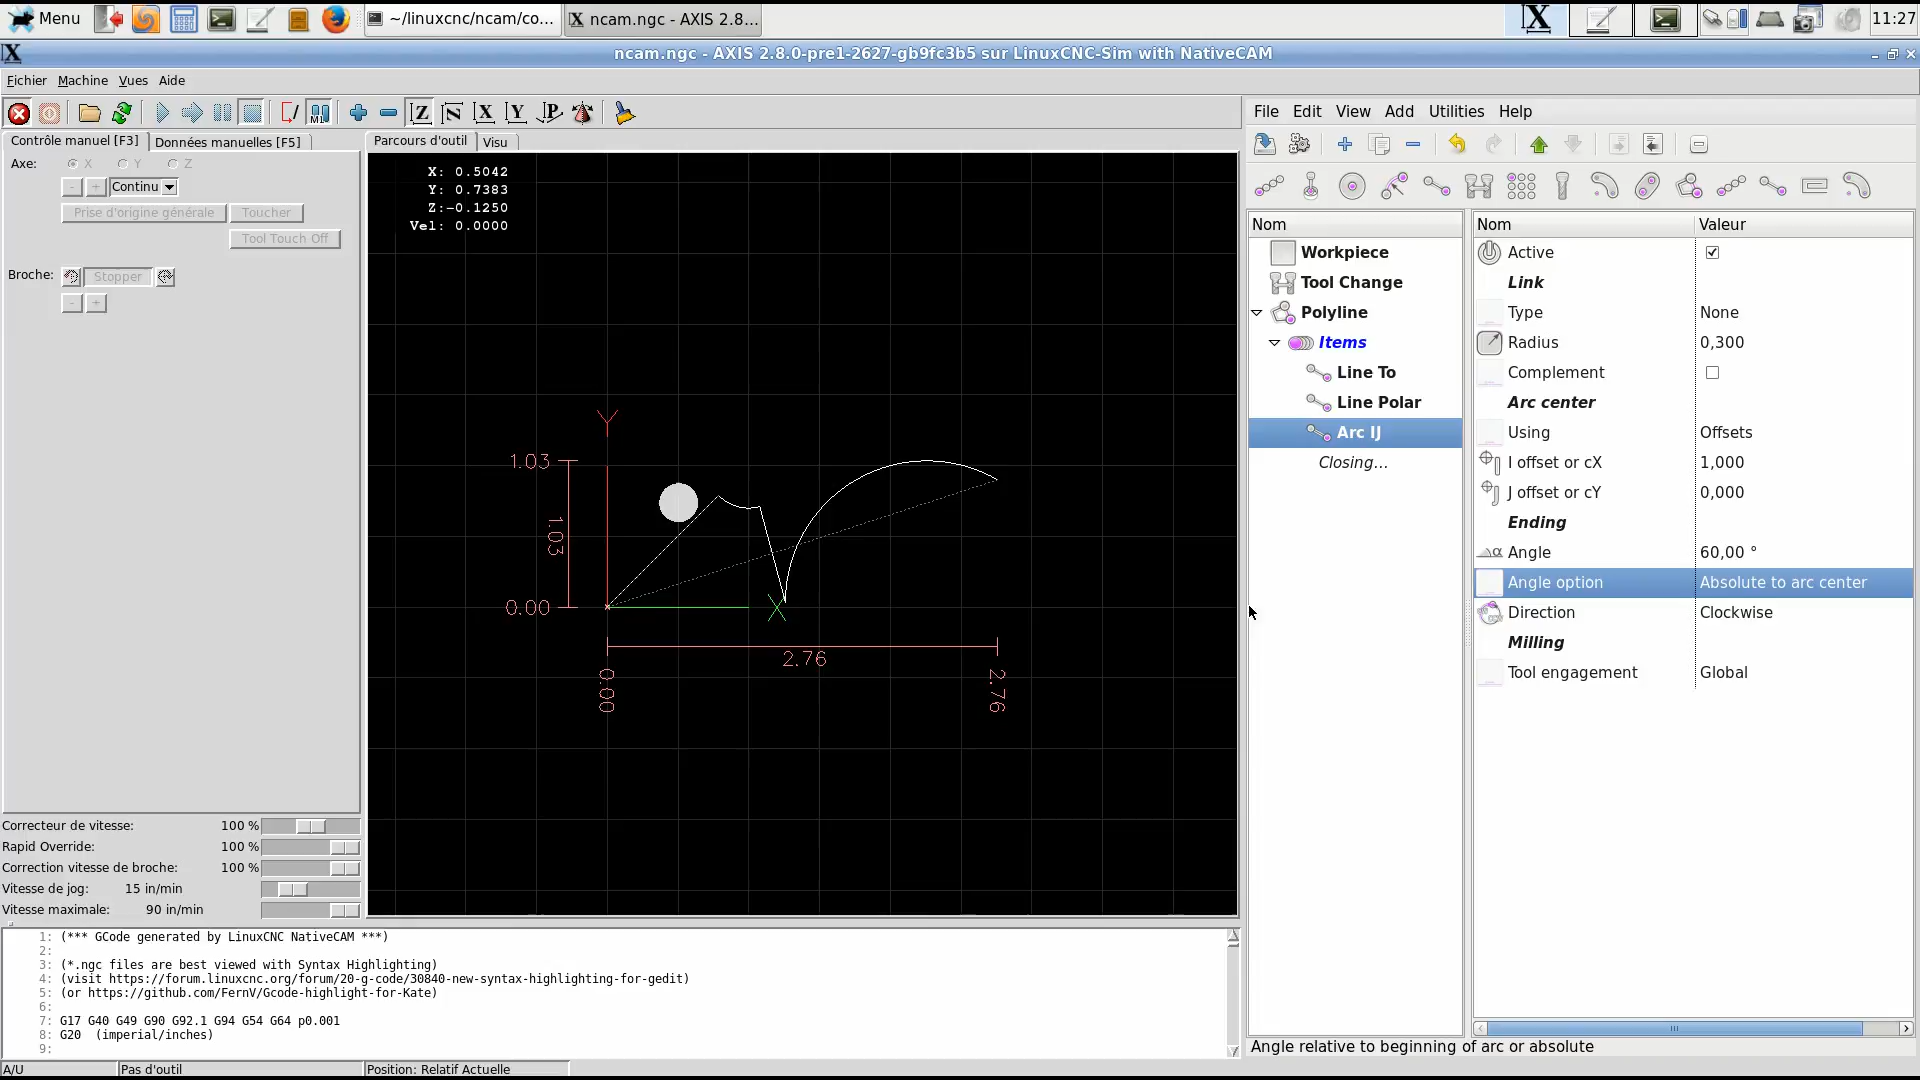 Menu
~/linuxcnc/ncam/co...
ncam.ngc - AXIS 2.8...
11:27
ncam.ngc - AXIS 2.8.0-pre1-2627-gb9fc3b5 sur LinuxCNC-Sim with NativeCAM
Fichier Machine Vues Aide
File Edit View Add Utilities Help
Contrôle manuel [F3]
Données manuelles [F5]
Parcours d'outil
Visu
Axe: X Y Z
- + Continu
Prise d'origine générale
Toucher
Tool Touch Off
Broche: Stopper
- +
X: 0.5042
Y: 0.7383
Z:-0.1250
Vel: 0.0000
Y
1.03
1.03
0.00
X
2.76
0.00
2.76
Nom
Workpiece
Tool Change
Polyline
Items
Line To
Line Polar
Arc IJ
Closing...
Nom Valeur
Active
Link
Type None
Radius 0,300
Complement
Arc center
Using Offsets
I offset or cX 1,000
J offset or cY 0,000
Ending
Angle 60,00 °
Angle option Absolute to arc center
Direction Clockwise
Milling
Tool engagement Global
Correcteur de vitesse: 100 %
Rapid Override: 100 %
Correction vitesse de broche: 100 %
Vitesse de jog: 15 in/min
Vitesse maximale: 90 in/min
1: (*** GCode generated by LinuxCNC NativeCAM ***)
2:
3: (*.ngc files are best viewed with Syntax Highlighting)
4: (visit https://forum.linuxcnc.org/forum/20-g-code/30840-new-syntax-highlighting-for-gedit)
5: (or https://github.com/FernV/Gcode-highlight-for-Kate)
6:
7: G17 G40 G49 G90 G92.1 G94 G54 G64 p0.001
8: G20 (imperial/inches)
9:
Angle relative to beginning of arc or absolute
A/U
Pas d'outil
Position: Relatif Actuelle